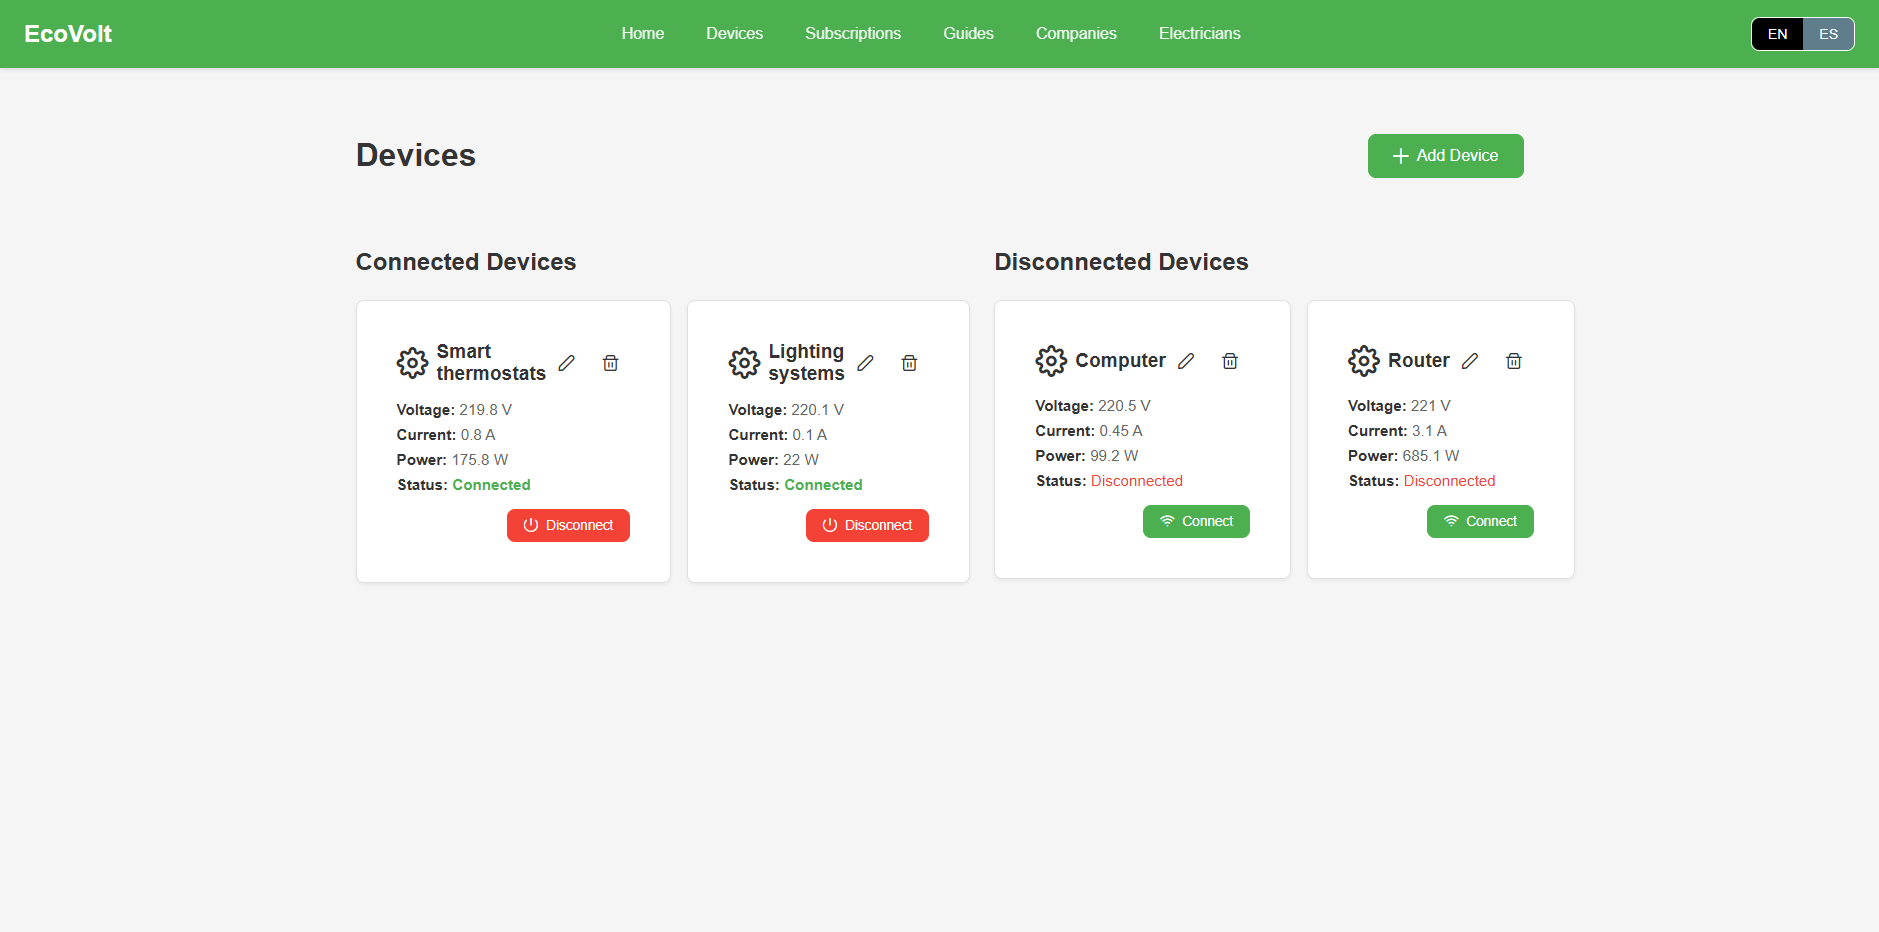 EcoVolt
Home
Devices
Subscriptions
Guides
Companies
Electricians
EN
ES
Devices
Add Device
Connected Devices
Smart
thermostats
Voltage: 219.8 V
Current: 0.8 A
Power: 175.8 W
Status: Connected
Disconnect
Lighting
systems
Voltage: 220.1 V
Current: 0.1 A
Power: 22 W
Status: Connected
Disconnect
Disconnected Devices
Computer
Voltage: 220.5 V
Current: 0.45 A
Power: 99.2 W
Status: Disconnected
Connect
Router
Voltage: 221 V
Current: 3.1 A
Power: 685.1 W
Status: Disconnected
Connect